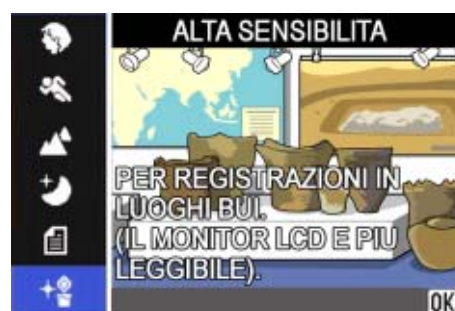 ALTA SENSIBILITA
PER REGISTRAZIONI IN
LUOGHI BUI.
(IL MONITOR LCD E PIU
LEGGIBILE).
OK